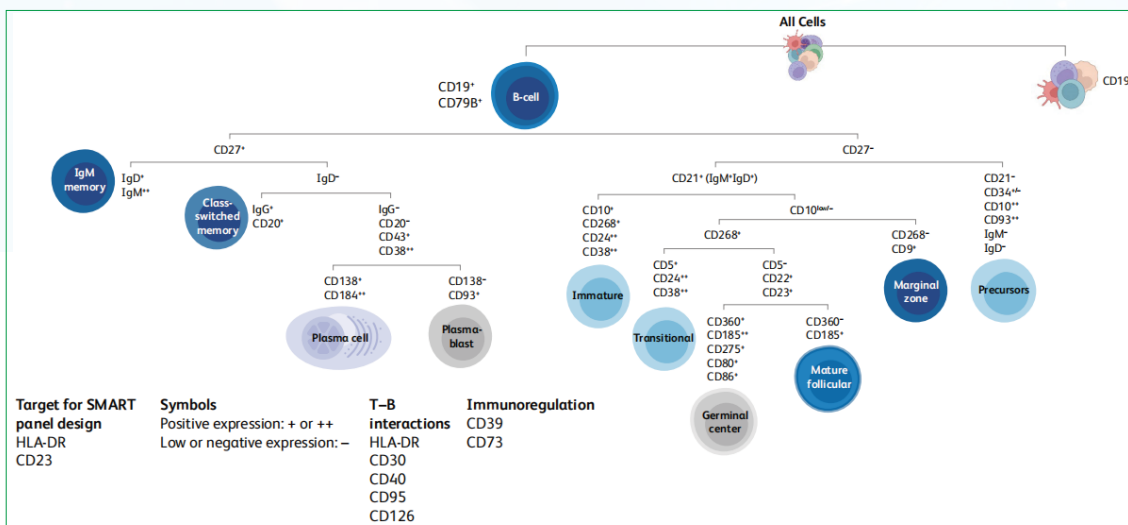 All Cells
CD19⁺
CD79B⁺
B-cell
CD19
CD27⁺
CD27⁻
IgM
memory
IgD⁺
IgM⁺⁺
IgD⁻
Class-
switched
memory
IgG⁺
CD20⁺
IgG⁻
CD20⁻
CD43⁺
CD38⁺⁺
CD138⁺
CD184⁺⁺
Plasma cell
CD138⁻
CD93⁺
Plasma-
blast
CD21⁺ (IgM⁺IgD⁺)
CD10⁺
CD268⁺
CD24⁺⁺
CD38⁺⁺
Immature
CD10ˡᵒʷ/⁻
CD268⁺
CD5⁺
CD24⁺⁺
CD38⁺⁺
Transitional
CD5⁻
CD22⁺
CD23⁺
CD360⁺
CD185⁺⁺
CD275⁺
CD80⁺
CD86⁺
Germinal
center
CD360⁻
CD185⁺
Mature
follicular
CD268⁻
CD9⁺
Marginal
zone
CD21⁻
CD34⁺/⁻
CD10⁺⁺
CD93⁺⁺
IgM⁻
IgD⁻
Precursors
Target for SMART
panel design
HLA-DR
CD23
Symbols
Positive expression: + or ++
Low or negative expression: –
T–B
interactions
HLA-DR
CD30
CD40
CD95
CD126
Immunoregulation
CD39
CD73